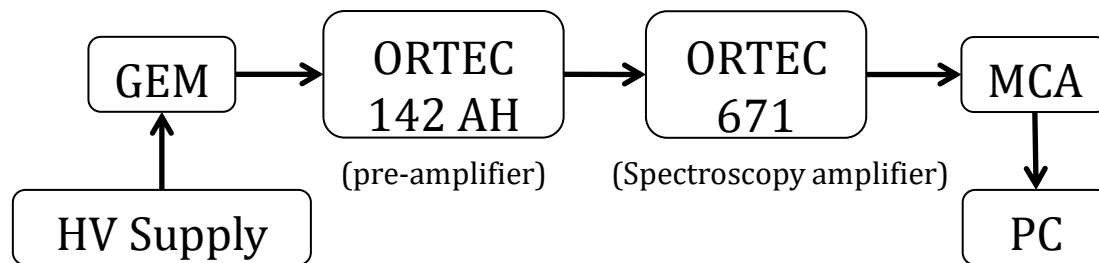 GEM
ORTEC
142 AH
(pre-amplifier)
ORTEC
671
(Spectroscopy amplifier)
MCA
HV Supply
PC